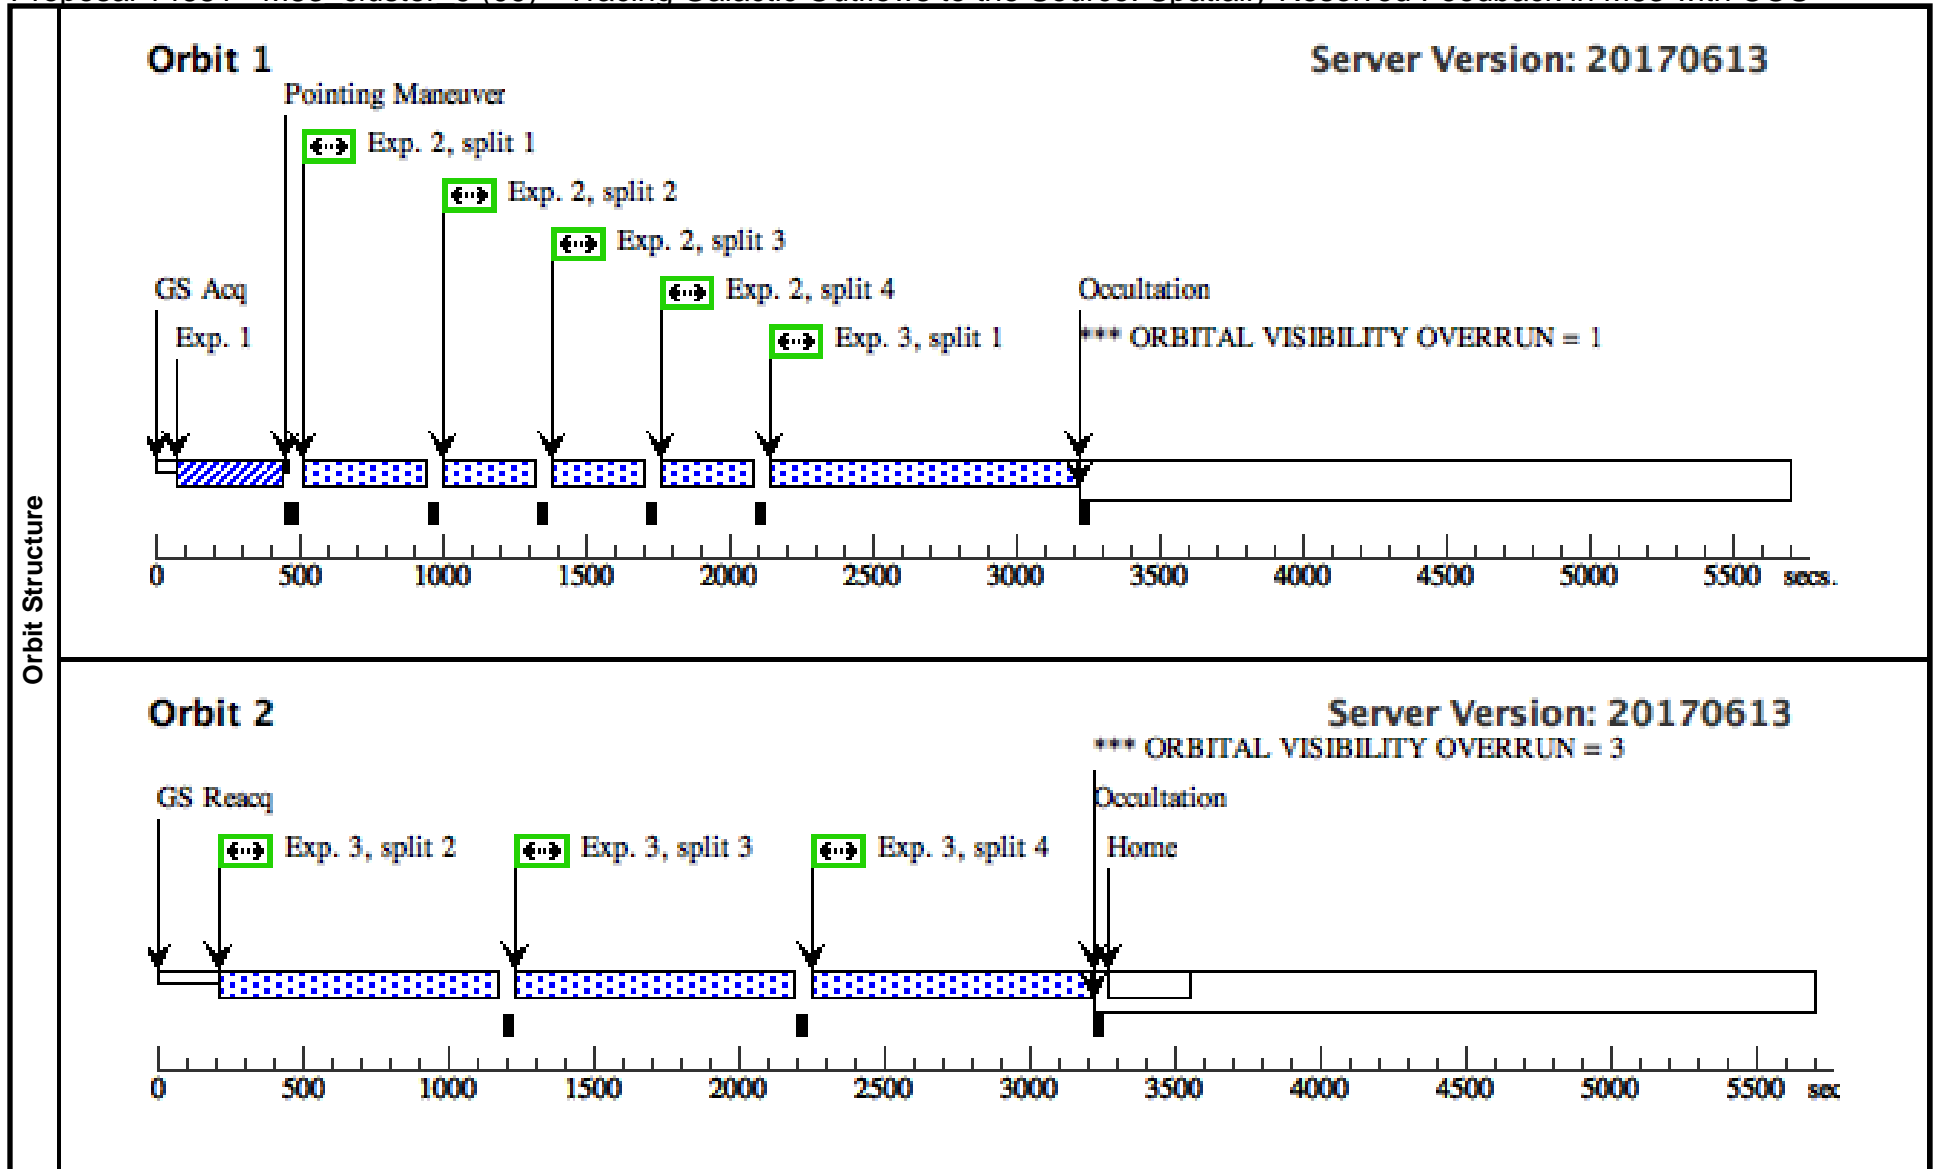 Orbit Structure
Orbit 1
Server Version: 20170613
Pointing Maneuver
Exp. 2, split 1
Exp. 2, split 2
Exp. 2, split 3
GS Acq
Exp. 2, split 4
Occultation
Exp. 1
Exp. 3, split 1
*** ORBITAL VISIBILITY OVERRUN = 1
0 500 1000 1500 2000 2500 3000 3500 4000 4500 5000 5500 secs.
Orbit 2
Server Version: 20170613
*** ORBITAL VISIBILITY OVERRUN = 3
GS Reacq
Occultation
Exp. 3, split 2
Exp. 3, split 3
Exp. 3, split 4
Home
0 500 1000 1500 2000 2500 3000 3500 4000 4500 5000 5500 sec